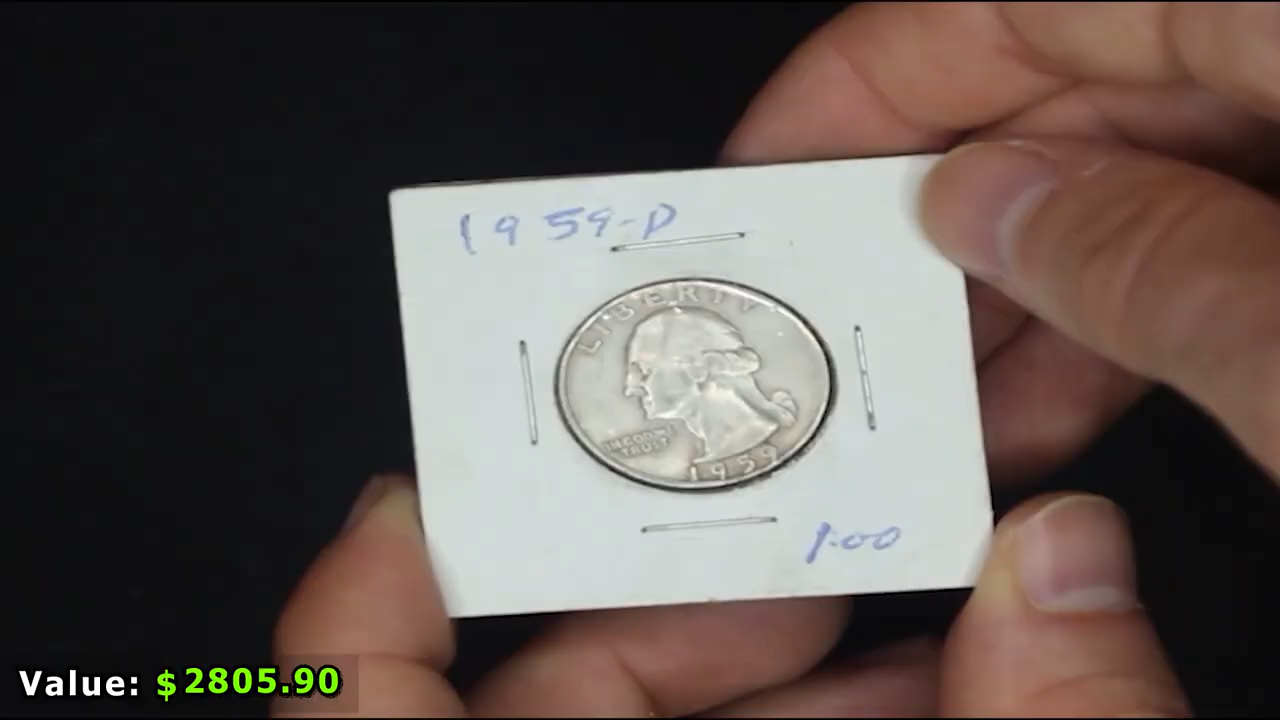 1959-D
LIBERTY
IN GOD WE
TRUST
1959
1.00
Value: $2805.90